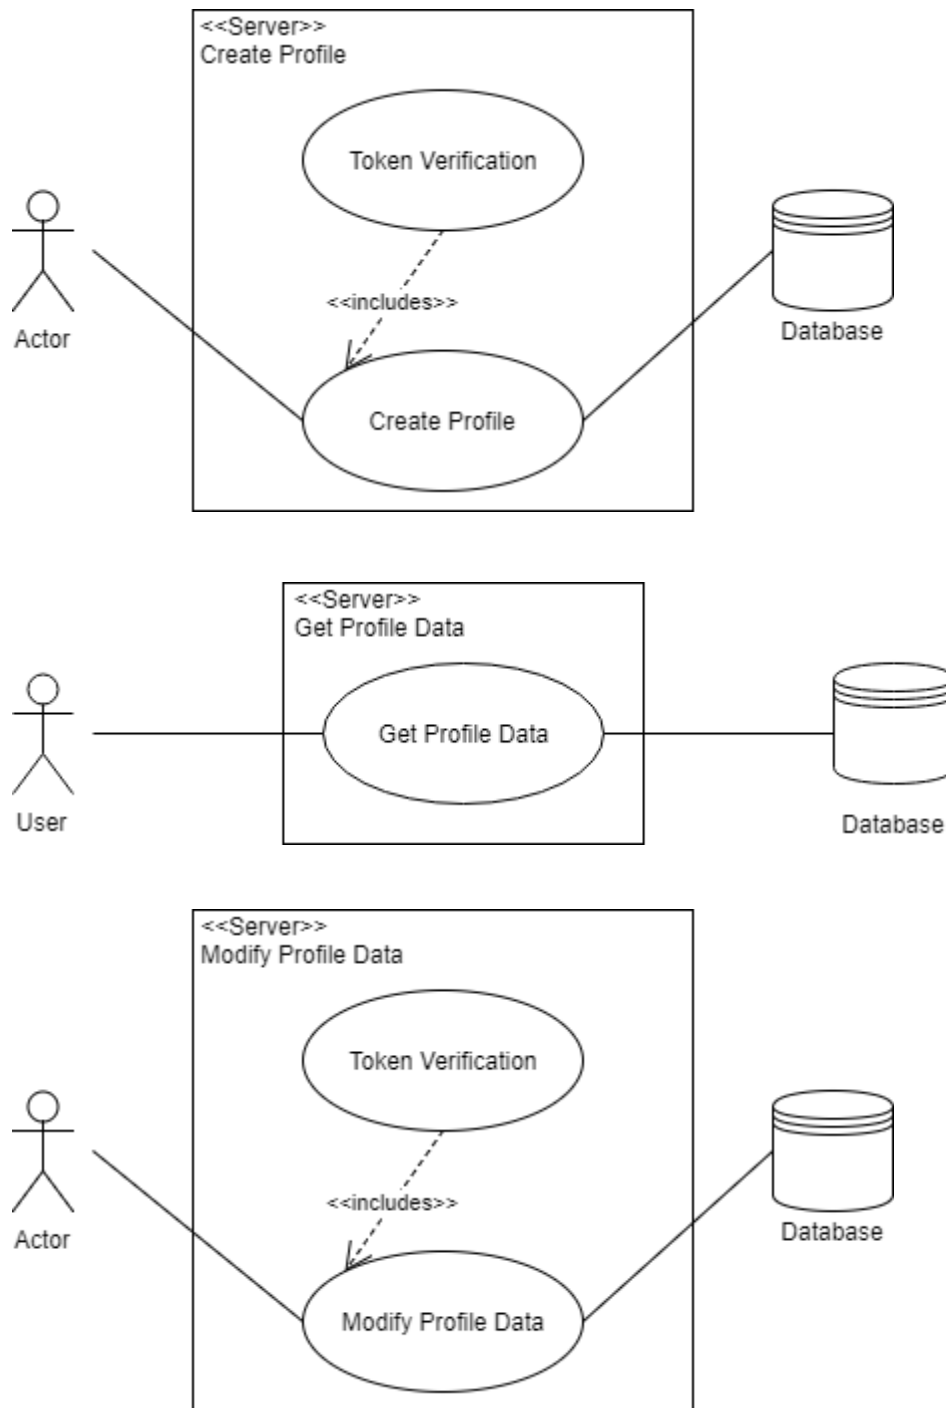 <<Server>>
Create Profile
Token Verification
<<includes>>
Actor
Database
Create Profile
<<Server>>
Get Profile Data
Get Profile Data
User
Database
<<Server>>
Modify Profile Data
Token Verification
<<includes>>
Actor
Database
Modify Profile Data